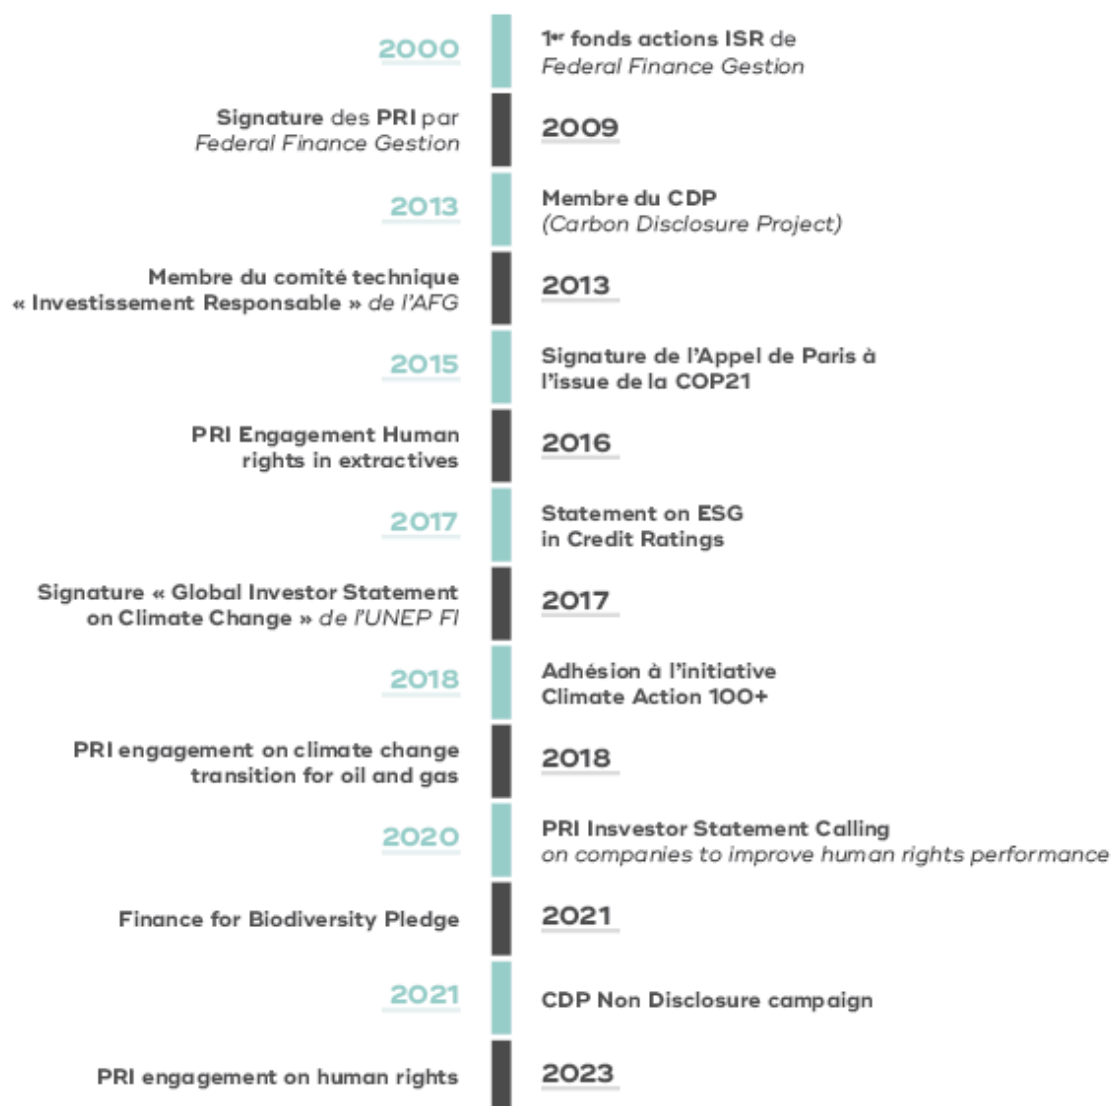 2000
1er fonds actions ISR de
Federal Finance Gestion
Signature des PRI par
Federal Finance Gestion
2009
2013
Membre du CDP
(Carbon Disclosure Project)
Membre du comité technique
« Investissement Responsable » de l'AFG
2013
2015
Signature de l'Appel de Paris à
l'issue de la COP21
PRI Engagement Human
rights in extractives
2016
2017
Statement on ESG
in Credit Ratings
Signature « Global Investor Statement
on Climate Change » de l'UNEP FI
2017
2018
Adhésion à l'initiative
Climate Action 100+
PRI engagement on climate change
transition for oil and gas
2018
2020
PRI Insvestor Statement Calling
on companies to improve human rights performance
Finance for Biodiversity Pledge
2021
2021
CDP Non Disclosure campaign
PRI engagement on human rights
2023